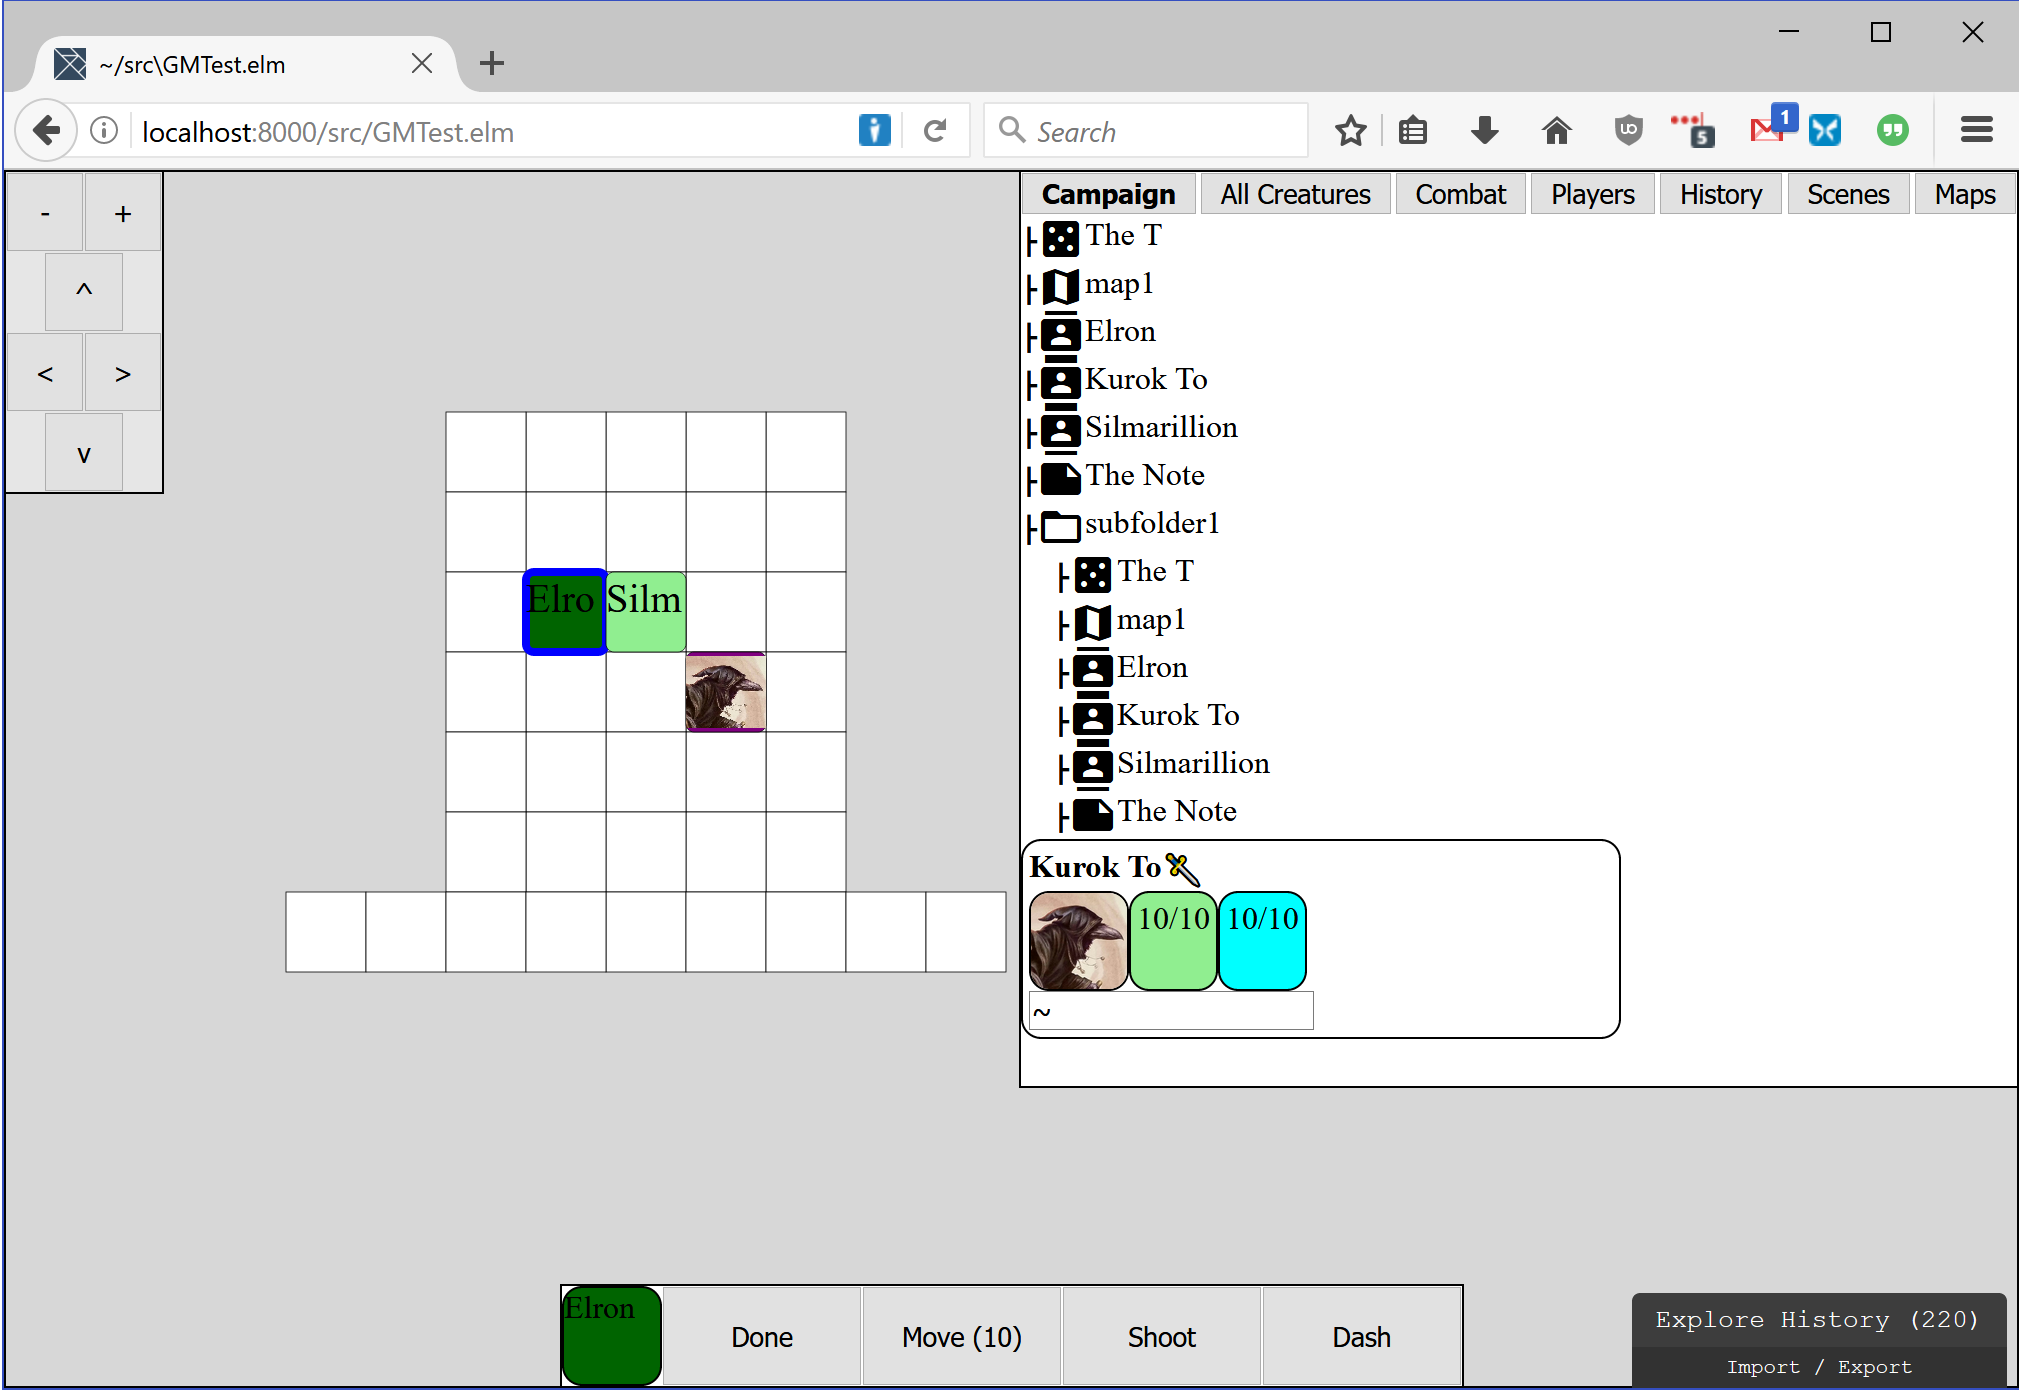 ~/src\GMTest.elm
localhost:8000/src/GMTest.elm
Search
5
1
- +
^
< >
v
Campaign All Creatures Combat Players History Scenes Maps
The T
map1
Elron
Kurok To
Silmarillion
The Note
subfolder1
The T
map1
Elron
Kurok To
Silmarillion
The Note
Elro Silm
Kurok To
10/10 10/10
~
Elron
Done Move (10) Shoot Dash
Explore History (220)
Import / Export